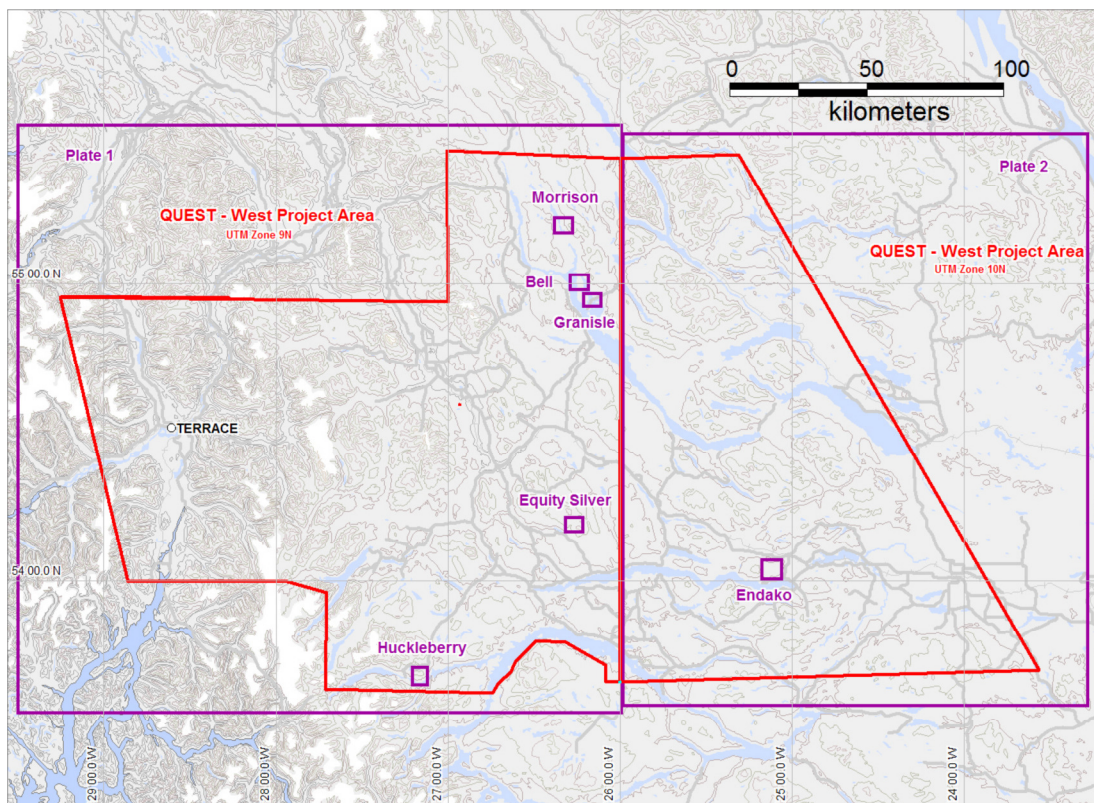 0 50 100
kilometers
Plate 1
Plate 2
QUEST - West Project Area
UTM Zone 9N
Morrison
QUEST - West Project Area
UTM Zone 10N
55 00.0 N
Bell
Granisle
TERRACE
Equity Silver
54 00.0 N
Endako
Huckleberry
29 00.0 W
28 00.0 W
27 00.0 W
26 00.0 W
25 00.0 W
24 00.0 W